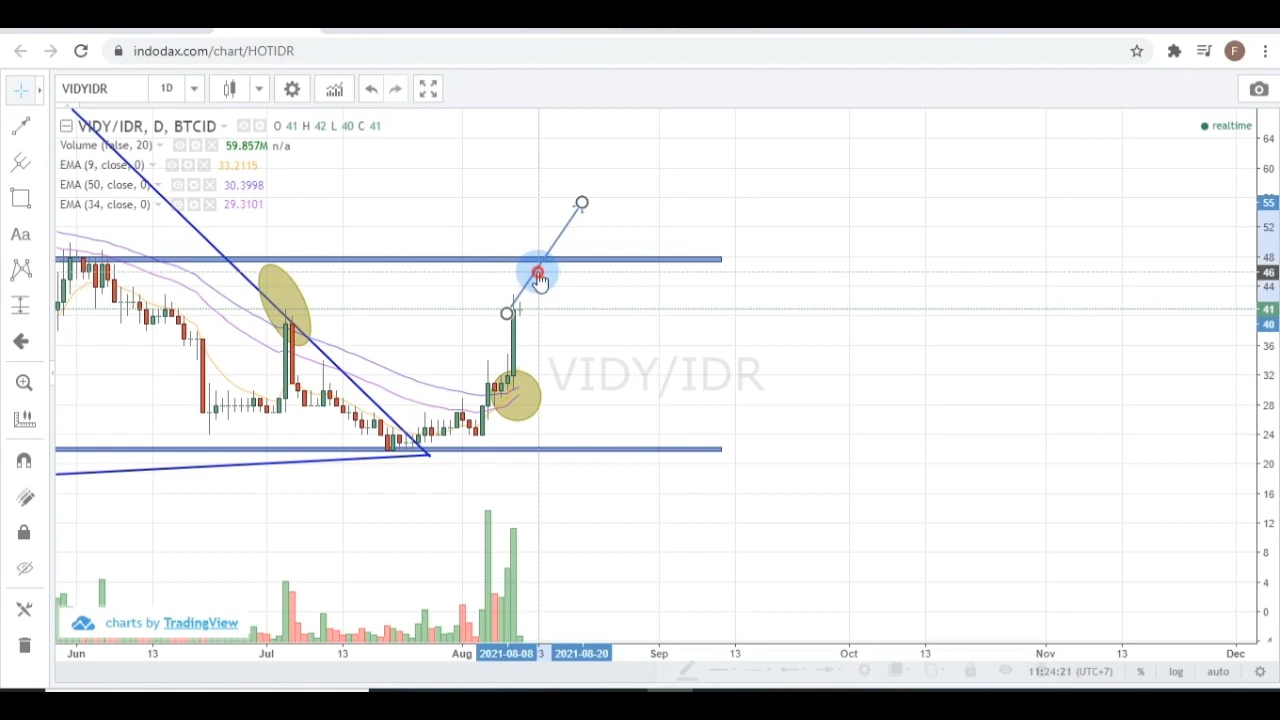 indodax.com/chart/HOTIDR
F
VIDYIDR
1D
VIDY/IDR, D, BTCID
O 41 H 42 L 40 C 41
realtime
Volume (false, 20)
59.857M n/a
EMA (9, close, 0)
33.2115
EMA (50, close, 0)
30.3998
EMA (34, close, 0)
29.3101
Aa
64
60
55
52
48
46
44
41
40
36
32
28
24
20
16
12
8
4
0
VIDY/IDR
charts by TradingView
Jun 13 Jul 13 Aug 2021-08-08 3 2021-08-20 Sep 13 Oct 13 Nov 13 Dec
11:24:21 (UTC+7) % log auto